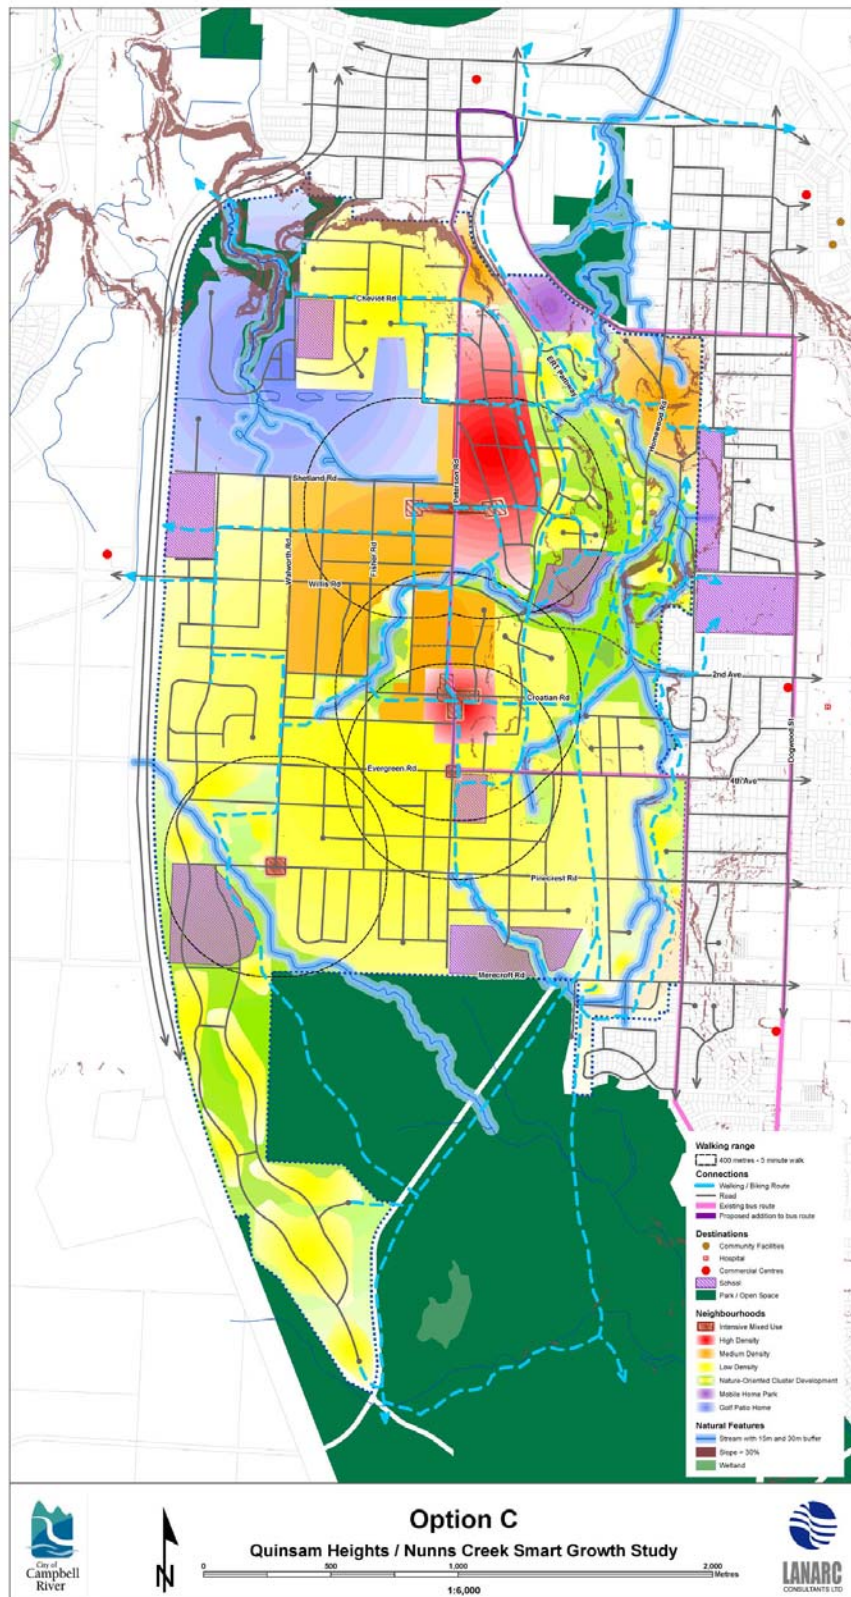 Cheviot Rd
ERT Pathway
Homewood Rd
Paterson Rd
Shetland Rd
Walworth Rd
Fisher Rd
Willis Rd
2nd Ave
Croatian Rd
Dogwood St
Evergreen Rd
4th Ave
Pinecrest Rd
Merecroft Rd
Walking range
400 metres = 5 minute walk
Connections
Walking / Biking Route
Road
Existing bus route
Proposed addition to bus route
Destinations
Community Facilities
Hospital
Commercial Centres
School
Park / Open Space
Neighbourhoods
Intensive Mixed Use
High Density
Medium Density
Low Density
Nature-Oriented Cluster Development
Mobile Home Park
Golf Patio Home
Natural Features
Stream with 15m and 30m buffer
Slope = 30%
Wetland
City of
Campbell
River
N
Option C
Quinsam Heights / Nunns Creek Smart Growth Study
0 500 1,000 2,000
Metres
1:6,000
LANARC
CONSULTANTS LTD